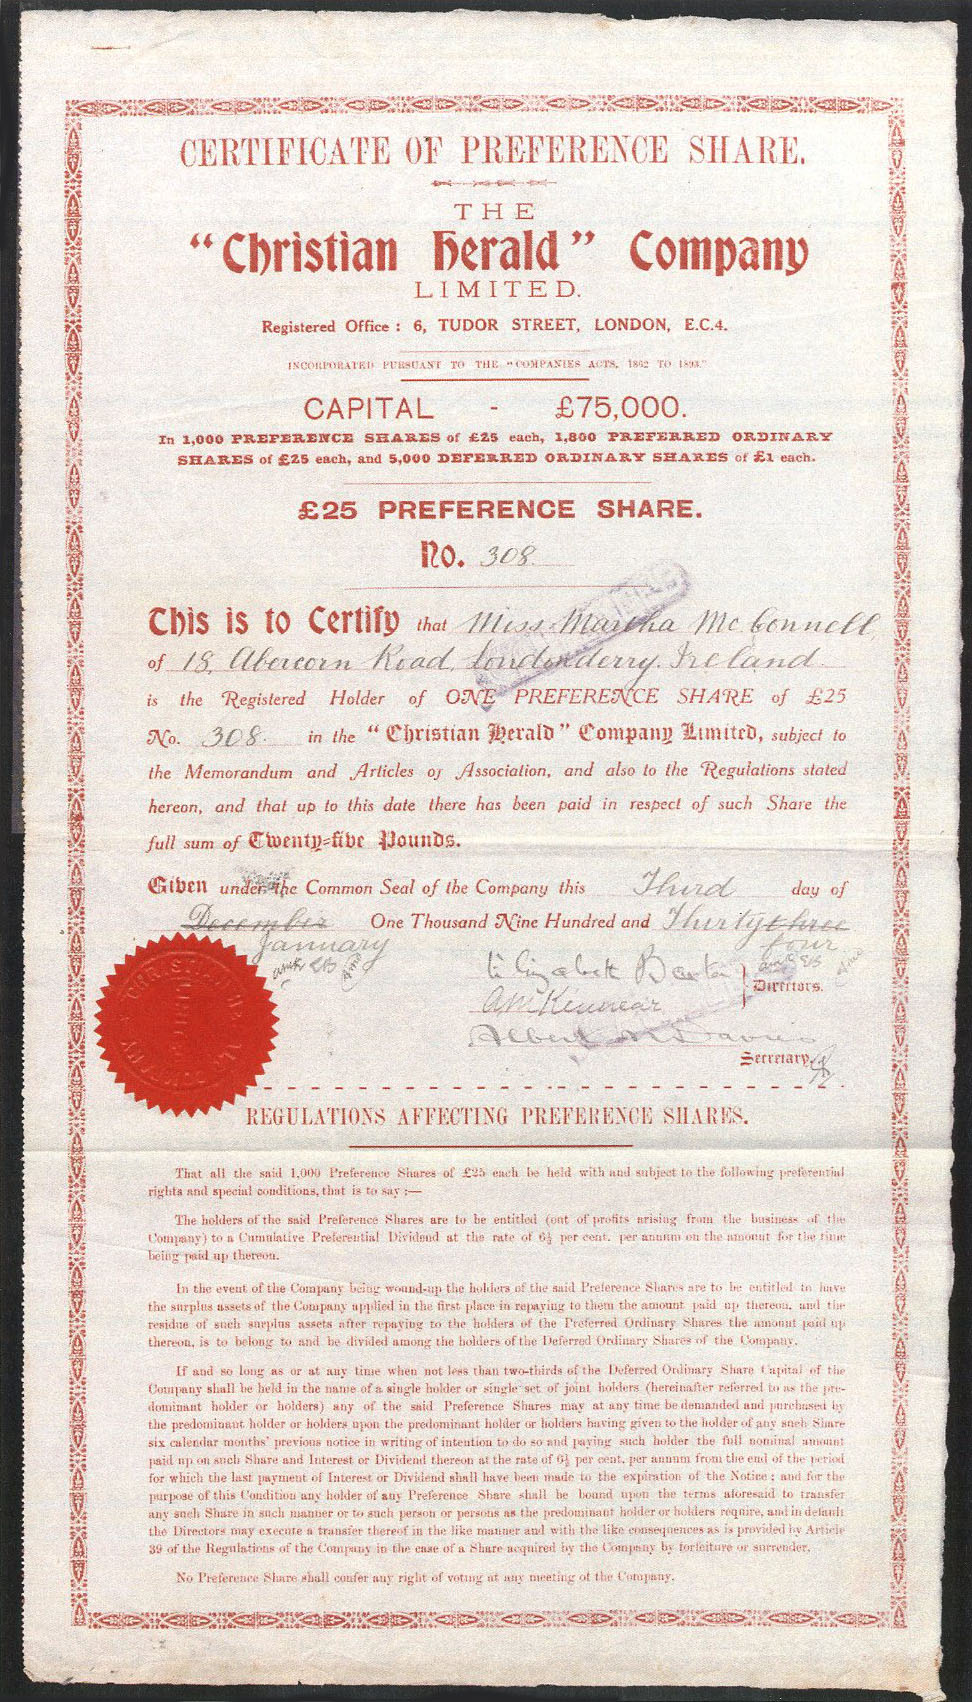 CERTIFICATE OF PREFERENCE SHARE.
THE
"Christian Herald" Company
LIMITED.
Registered Office : 6, TUDOR STREET, LONDON, E.C.4.
INCORPORATED PURSUANT TO THE "COMPANIES ACTS, 1862 TO 1893."
CAPITAL - £75,000.
In 1,000 PREFERENCE SHARES of £25 each, 1,800 PREFERRED ORDINARY
SHARES of £25 each, and 5,000 DEFERRED ORDINARY SHARES of £1 each.
£25 PREFERENCE SHARE.
No. 308.
This is to Certify that Miss Martha McConnell,
of 18, Abercorn Road, Londonderry. Ireland.
is the Registered Holder of ONE PREFERENCE SHARE of £25
No. 308. in the "Christian Herald" Company Limited, subject to
the Memorandum and Articles of Association, and also to the Regulations stated
hereon, and that up to this date there has been paid in respect of such Share the
full sum of Twenty=five Pounds.
Given under the Common Seal of the Company this Third day of
December One Thousand Nine Hundred and Thirty three
January four
Elizabeth Baxter
Directors.
A.M. Kinnear
Albert Davies
Secretary.
REGULATIONS AFFECTING PREFERENCE SHARES.
That all the said 1,000 Preference Shares of £25 each be held with and subject to the following preferential
rights and special conditions, that is to say :—
The holders of the said Preference Shares are to be entitled (out of profits arising from the business of the
Company) to a Cumulative Preferential Dividend at the rate of 6½ per cent. per annum on the amount for the time
being paid up thereon.
In the event of the Company being wound-up the holders of the said Preference Shares are to be entitled to have
the surplus assets of the Company applied in the first place in repaying to them the amount paid up thereon, and the
residue of such surplus assets after repaying to the holders of the Preferred Ordinary Shares the amount paid up
thereon, is to belong to and be divided among the holders of the Deferred Ordinary Shares of the Company.
If and so long as or at any time when not less than two-thirds of the Deferred Ordinary Share Capital of the
Company shall be held in the name of a single holder or single set of joint holders (hereinafter referred to as the pre-
dominant holder or holders) any of the said Preference Shares may at any time be demanded and purchased by
the predominant holder or holders upon the predominant holder or holders having given to the holder of any such Share
six calendar months' previous notice in writing of intention to do so and paying such holder the full nominal amount
paid up on such Share and Interest or Dividend thereon at the rate of 6½ per cent. per annum from the end of the period
for which the last payment of Interest or Dividend shall have been made to the expiration of the Notice ; and for the
purpose of this Condition any holder of any Preference Share shall be bound upon the terms aforesaid to transfer
any such Share in such manner or to such person or persons as the predominant holder or holders require, and in default
the Directors may execute a transfer thereof in the like manner and with the like consequences as is provided by Article
39 of the Regulations of the Company in the case of a Share acquired by the Company by forfeiture or surrender.
No Preference Share shall confer any right of voting at any meeting of the Company.